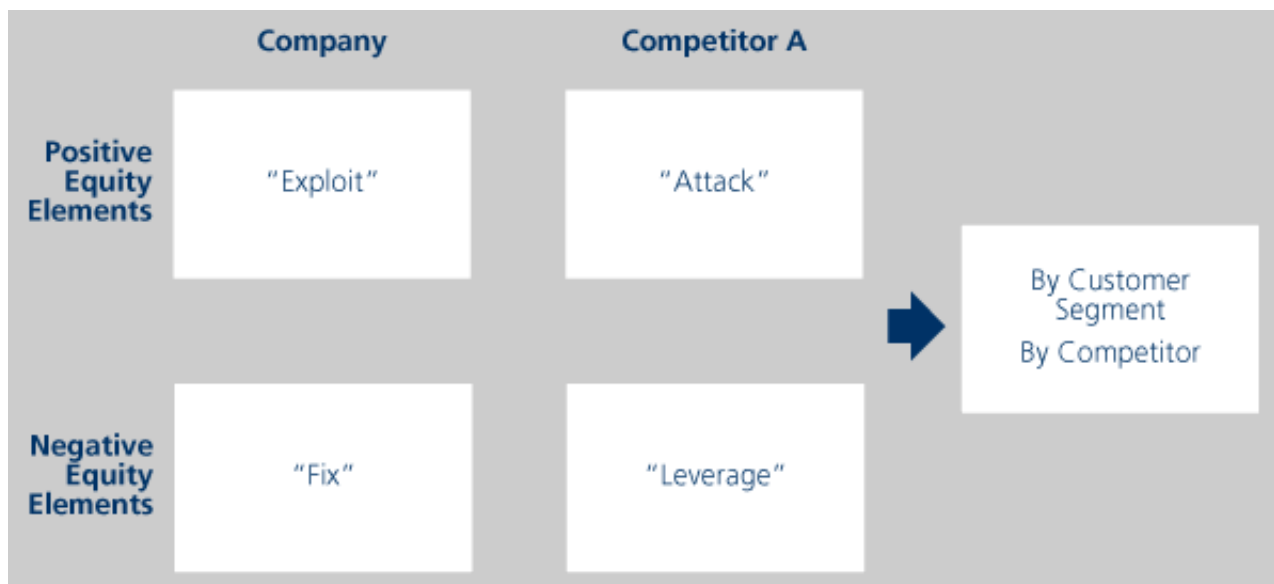 Company
Competitor A
Positive
Equity
Elements
“Exploit”
“Attack”
By Customer
Segment
By Competitor
Negative
Equity
Elements
“Fix”
“Leverage”